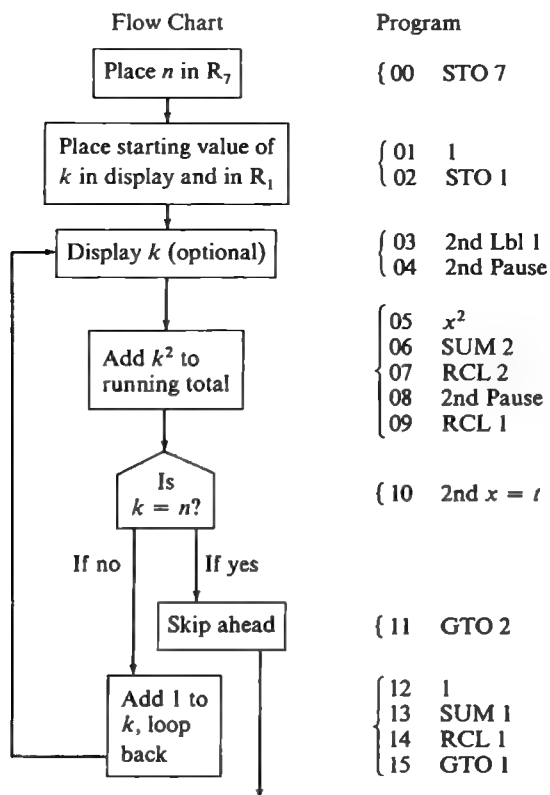 Flow Chart Program
Place n in R₇ { 00 STO 7
Place starting value of
k in display and in R₁
01 1
02 STO 1
Display k (optional)
03 2nd Lbl 1
04 2nd Pause
Add k² to
running total
05 x²
06 SUM 2
07 RCL 2
08 2nd Pause
09 RCL 1
Is
k = n?
{ 10 2nd x = t
If no If yes
Skip ahead { 11 GTO 2
Add 1 to
k, loop
back
12 1
13 SUM 1
14 RCL 1
15 GTO 1